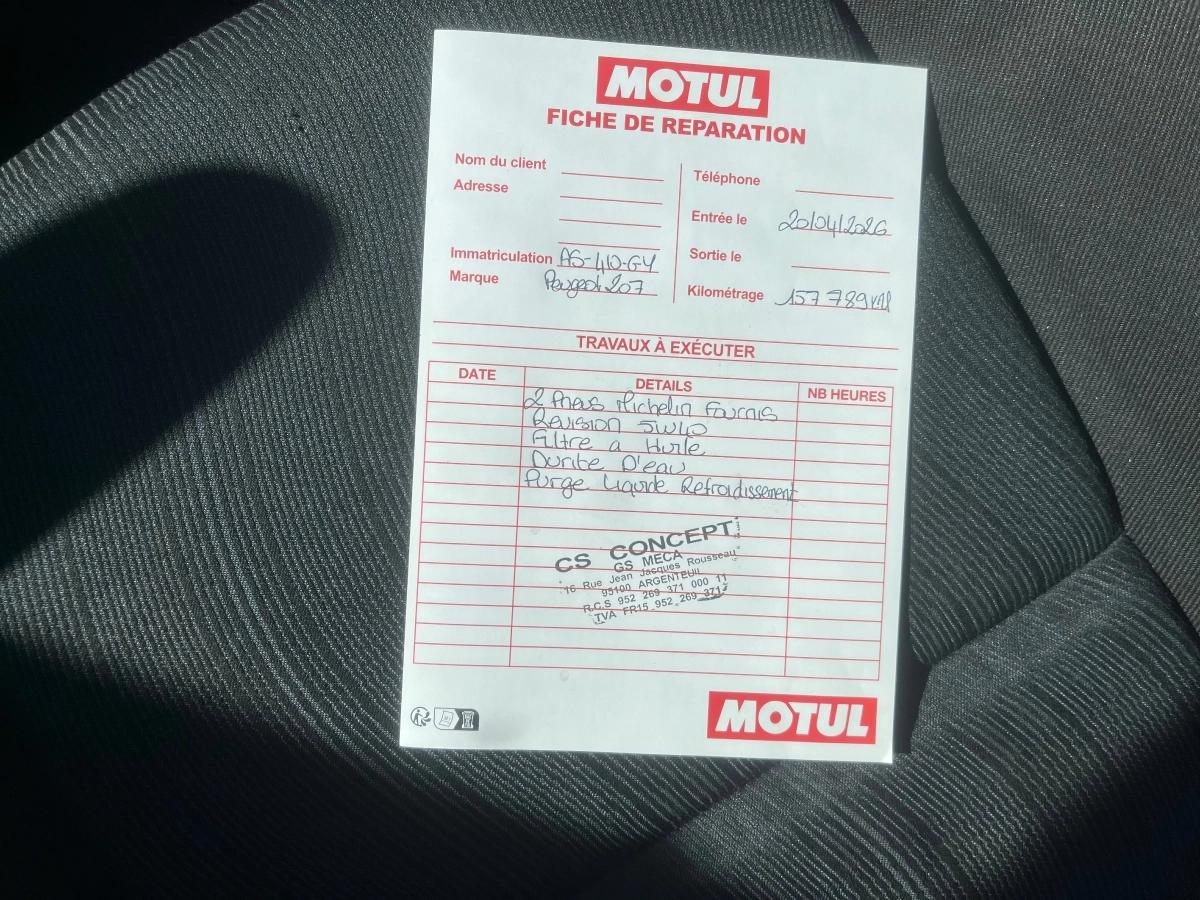 MOTUL
FICHE DE REPARATION
Nom du client
Adresse
Immatriculation AS-410-GY
Marque Peugeot 207
Téléphone
Entrée le 20/04/2026
Sortie le
Kilométrage 157 789 KM
TRAVAUX À EXÉCUTER
DATE DETAILS NB HEURES
2 Pneus Michelin Fournis
Revision 5W40
Filtre a Huile
Durite D'eau
Purge Liquide Refroidissement
CS CONCEPT
GS MECA
16 Rue Jean Jacques Rousseau
95100 ARGENTEUIL
R.C.S 952 269 371 000 11
TVA FR15 952 269 371
MOTUL